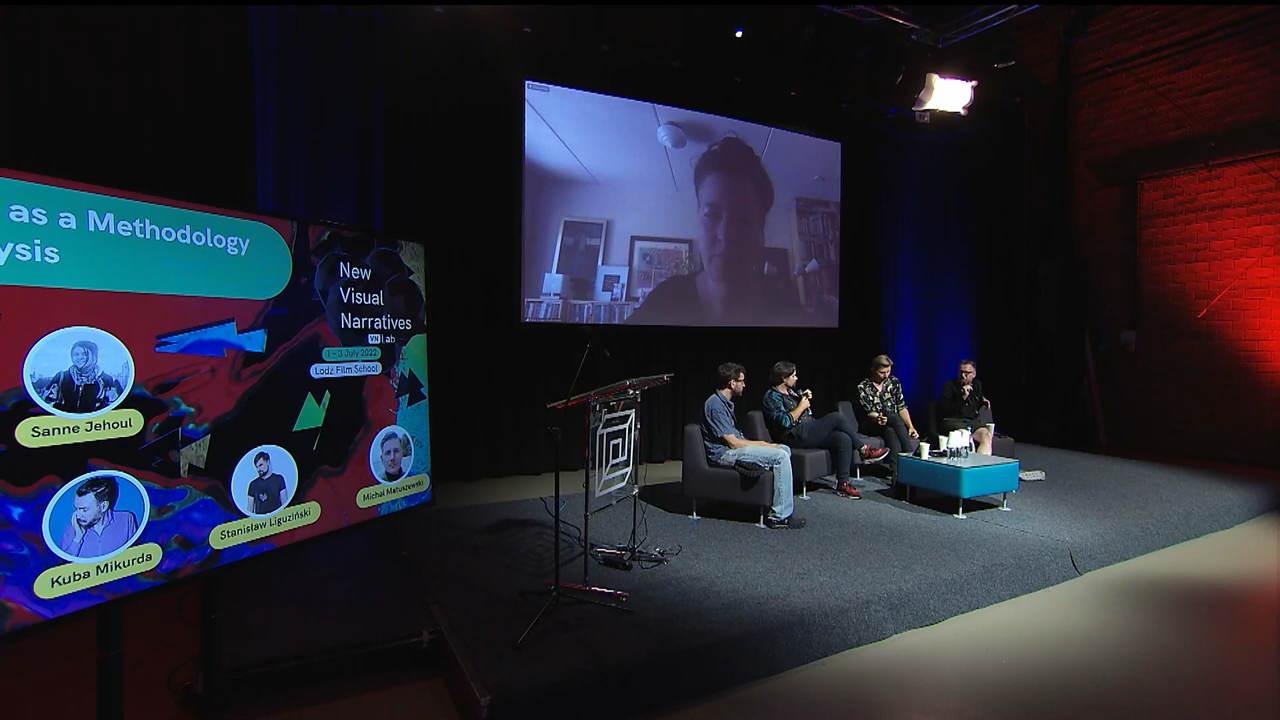 as a Methodology
ysis
New
Visual
Narratives
VN Lab
1 - 3 July 2022
Lodz Film School
Sanne Jehoul
Kuba Mikurda
Stanisław Liguziński
Michał Matuszewski